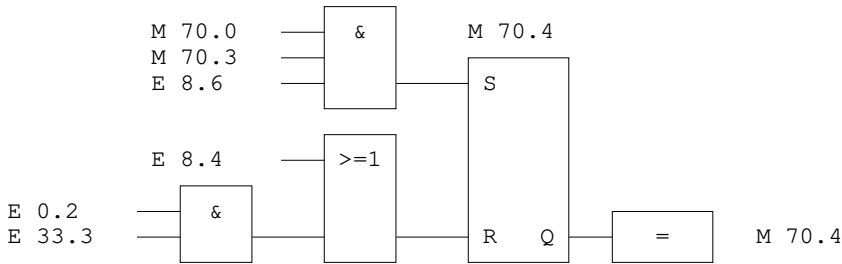 M 70.0 & M 70.4
M 70.3
E 8.6 S
E 8.4 >=1
E 0.2 &
E 33.3 R Q = M 70.4